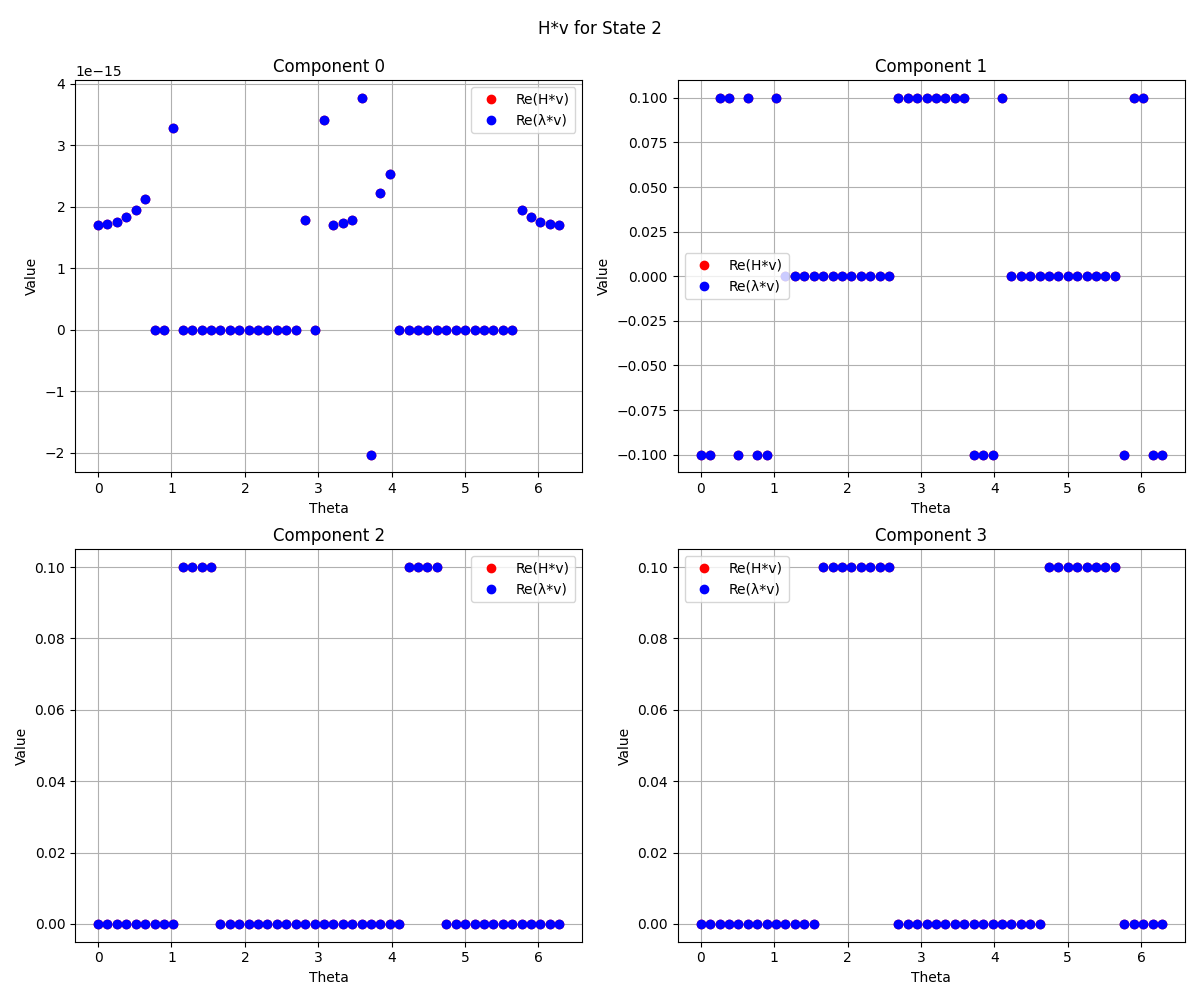 H*v for State 2
Component 0
1e−15
4
3
2
1
0
−1
−2
Value
Re(H*v)
Re(λ*v)
0 1 2 3 4 5 6
Theta
Component 1
0.100
0.075
0.050
0.025
0.000
−0.025
−0.050
−0.075
−0.100
Value
Re(H*v)
Re(λ*v)
0 1 2 3 4 5 6
Theta
Component 2
0.10
0.08
0.06
0.04
0.02
0.00
Value
Re(H*v)
Re(λ*v)
0 1 2 3 4 5 6
Theta
Component 3
0.10
0.08
0.06
0.04
0.02
0.00
Value
Re(H*v)
Re(λ*v)
0 1 2 3 4 5 6
Theta